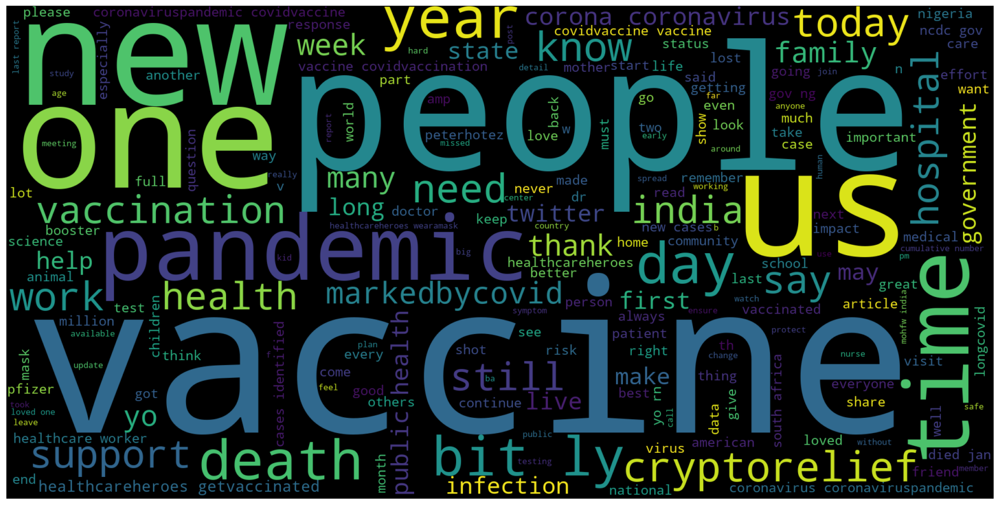 please
coronaviruspandemic covidvaccine
new
year
corona coronavirus
today
nigeria
last report
especially
response
week
covidvaccine vaccine
state
know
status
family
ncdc gov
care
post
hard
study
another
age
vaccine covidvaccination
detail
mother
start
life
lost
going
join
n
effort
hospital
part
said
getting
gov ng
want
people
one
amp
go
far
even
anyone
much
government
meeting
question
way
report
world
peterhotez
missed
love
back
w
must
two
early
show
look
take
case
important
around
human
full
really
v
many
need
never
made
spread
remember
us
lot
vaccination
long
doctor
center
dr
read
working
twitter
india
keep
next
booster
science
pandemic
healthcareheroes wearamask
country
new cases
b
impact
medical
cumulative number
thank
home
community
help
kid
big
healthcareheroes
day
school
use
pm
animal
better
last
say
may
great
time
work
health
markedbycovid
first
watch
person
article
test
children
symptom
always
ensure
vaccinated
mohfw india
longcovid
million
available
vaccine
cases identified
public health
see
patient
protect
think
plan
every
shot
risk
right
th
change
nurse
visit
mask
update
f
come
still
ba
make
thing
pfizer
got
feel
good
best
everyone
took
others
continue
live
yo rn
data
give
south africa
share
safe
loved one
leave
yo
call
well
healthcare worker
public
american
loved
without
support
death
bit ly
virus
cryptorelief
died jan
month
testing
friend
member
end
healthcareheroes getvaccinated
infection
national
coronavirus coronaviruspandemic